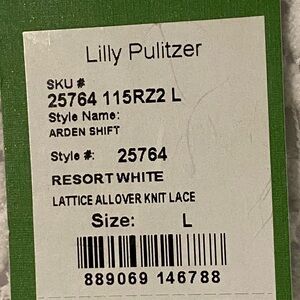 Lilly Pulitzer
SKU #
25764 115RZ2 L
Style Name:
ARDEN SHIFT
Style #: 25764
RESORT WHITE
LATTICE ALLOVER KNIT LACE
Size: L
889069 146788